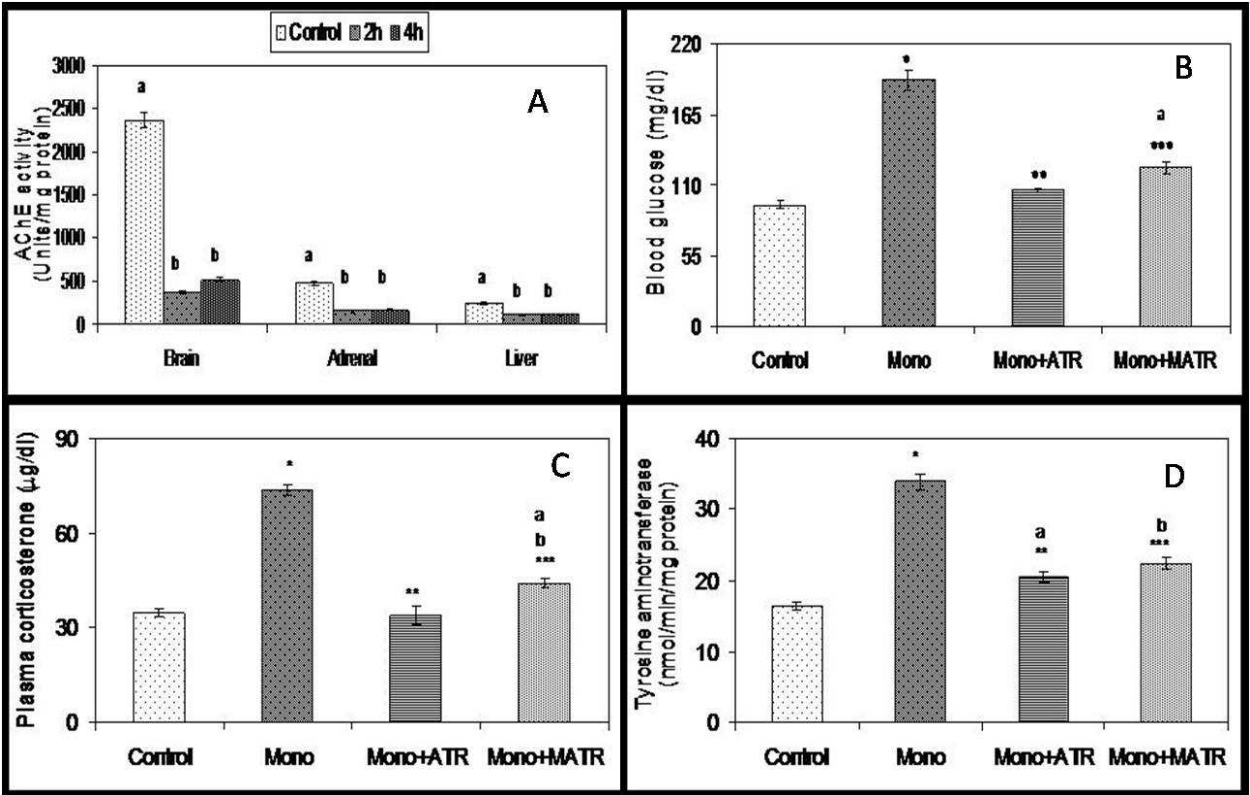 Control 2h 4h
A
AChE activity
(Units/mg protein)
3000
2500
2000
1500
1000
500
0
a
b
b
a
b
b
a
b
b
Brain
Adrenal
Liver
B
Blood glucose (mg/dl)
220
165
110
55
0
*
**
a
***
Control
Mono
Mono+ATR
Mono+MATR
C
Plasma corticosterone (µg/dl)
90
60
30
0
*
**
a
b
***
Control
Mono
Mono+ATR
Mono+MATR
D
Tyrosine aminotransferase
(nmol/min/mg protein)
40
30
20
10
0
*
a
**
b
***
Control
Mono
Mono+ATR
Mono+MATR